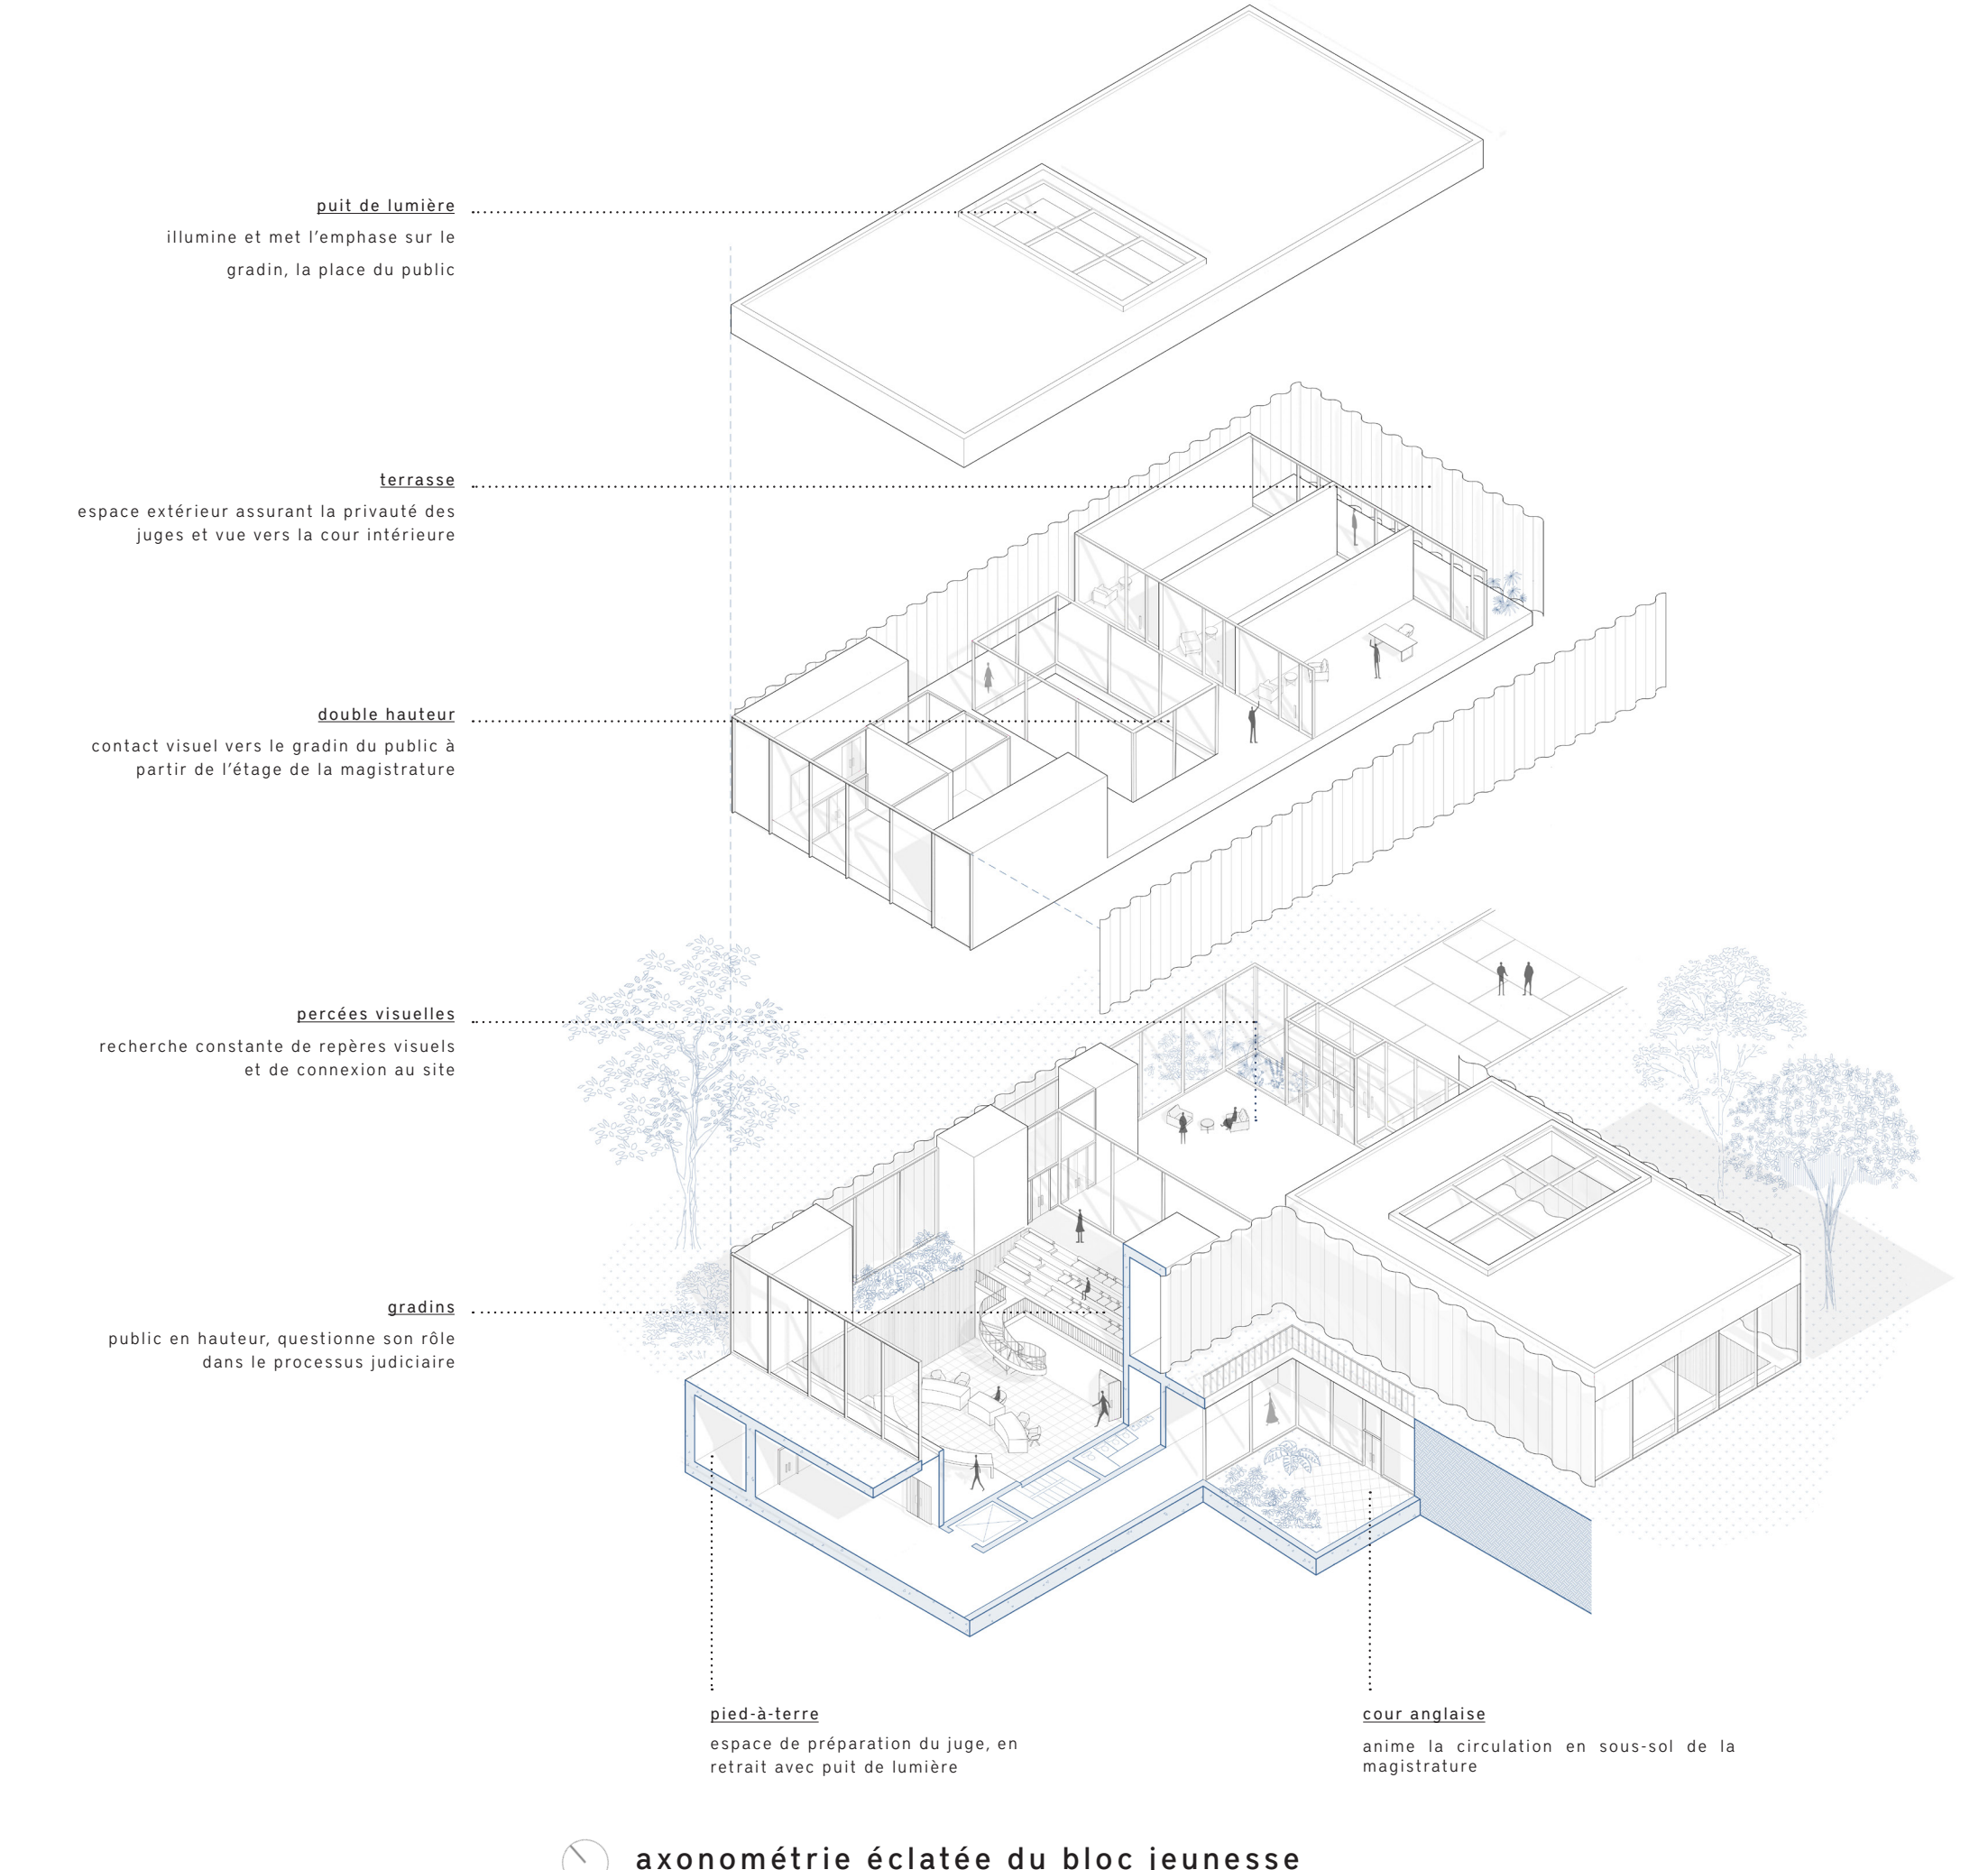 puit de lumière
illumine et met l'emphase sur le
gradin, la place du public
terrasse
espace extérieur assurant la privauté des
juges et vue vers la cour intérieure
double hauteur
contact visuel vers le gradin du public à
partir de l'étage de la magistrature
percées visuelles
recherche constante de repères visuels
et de connexion au site
gradins
public en hauteur, questionne son rôle
dans le processus judiciaire
pied-à-terre
espace de préparation du juge, en
retrait avec puit de lumière
cour anglaise
anime la circulation en sous-sol de la
magistrature
axonométrie éclatée du bloc jeunesse